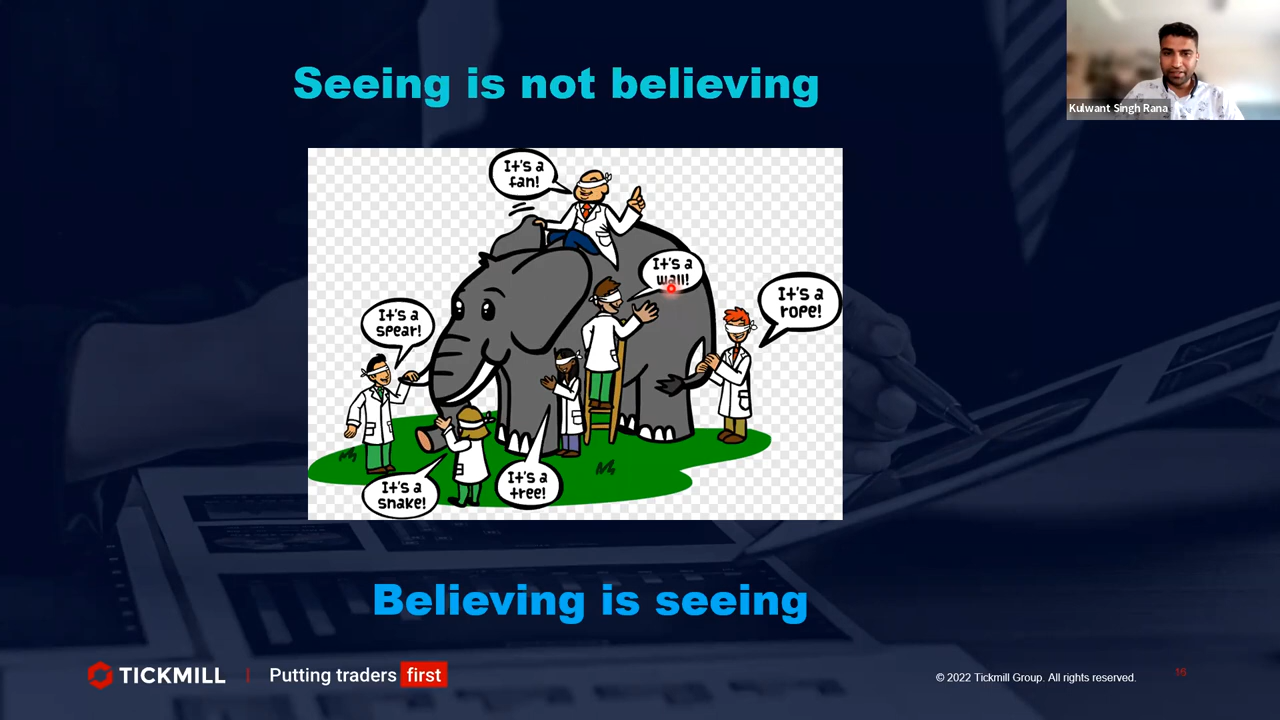 Seeing is not believing
Kulwant Singh Rana
It's a
fan!
It's a
wall!
It's a
rope!
It's a
spear!
It's a
snake!
It's a
tree!
Believing is seeing
TICKMILL | Putting traders first
© 2022 Tickmill Group. All rights reserved.
16